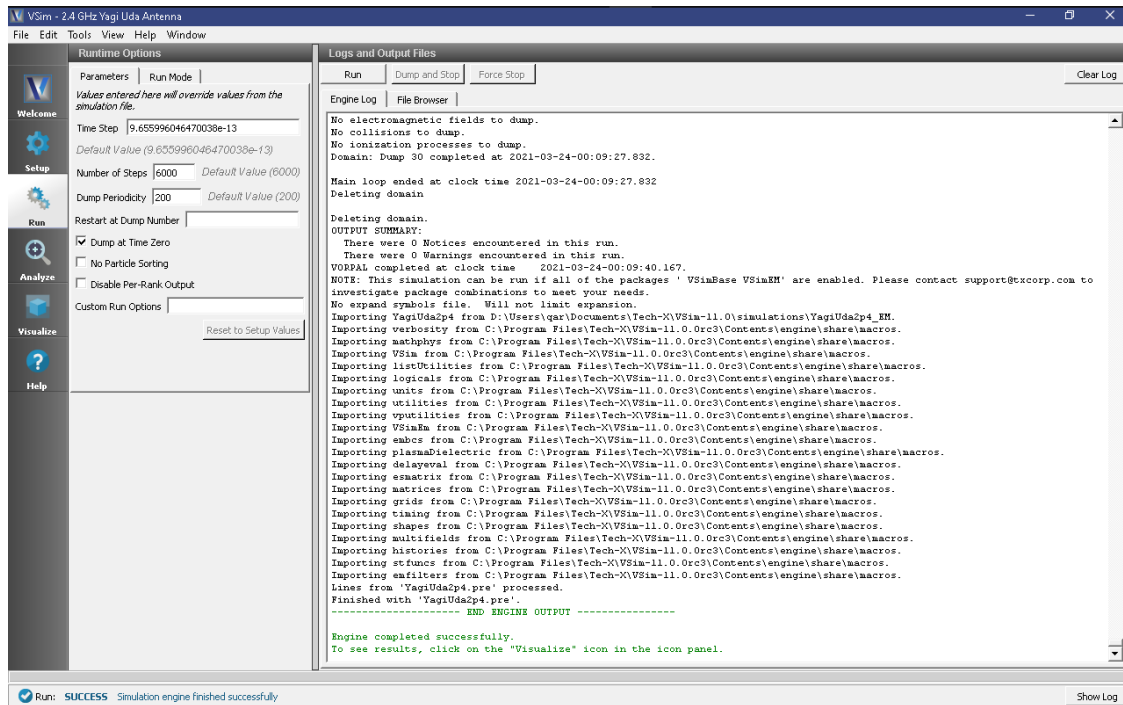 VSim - 2.4 GHz Yagi Uda Antenna
File Edit Tools View Help Window
Welcome
Setup
Run
Analyze
Visualize
Help
Runtime Options
Parameters
Run Mode
Values entered here will override values from the
simulation file.
Time Step 9.655996046470038e-13
Default Value (9.655996046470038e-13)
Number of Steps 6000 Default Value (6000)
Dump Periodicity 200 Default Value (200)
Restart at Dump Number
Dump at Time Zero
No Particle Sorting
Disable Per-Rank Output
Custom Run Options
Reset to Setup Values
Logs and Output Files
Run Dump and Stop Force Stop Clear Log
Engine Log File Browser
No electromagnetic fields to dump.
No collisions to dump.
No ionization processes to dump.
Domain: Dump 30 completed at 2021-03-24-00:09:27.832.
Main loop ended at clock time 2021-03-24-00:09:27.832
Deleting domain
Deleting domain.
OUTPUT SUMMARY:
There were 0 Notices encountered in this run.
There were 0 Warnings encountered in this run.
VORPAL completed at clock time 2021-03-24-00:09:40.167.
NOTE: This simulation can be run if all of the packages ' VSimBase VSimEM' are enabled. Please contact support@txcorp.com to
investigate package combinations to meet your needs.
No expand symbols file. Will not limit expansion.
Importing YagiUda2p4 from D:\Users\qar\Documents\Tech-X\VSim-11.0\simulations\YagiUda2p4_EM.
Importing verbosity from C:\Program Files\Tech-X\VSim-11.0.0rc3\Contents\engine\share\macros.
Importing mathphys from C:\Program Files\Tech-X\VSim-11.0.0rc3\Contents\engine\share\macros.
Importing VSim from C:\Program Files\Tech-X\VSim-11.0.0rc3\Contents\engine\share\macros.
Importing listUtilities from C:\Program Files\Tech-X\VSim-11.0.0rc3\Contents\engine\share\macros.
Importing logicals from C:\Program Files\Tech-X\VSim-11.0.0rc3\Contents\engine\share\macros.
Importing units from C:\Program Files\Tech-X\VSim-11.0.0rc3\Contents\engine\share\macros.
Importing utilities from C:\Program Files\Tech-X\VSim-11.0.0rc3\Contents\engine\share\macros.
Importing vputilities from C:\Program Files\Tech-X\VSim-11.0.0rc3\Contents\engine\share\macros.
Importing VSimEm from C:\Program Files\Tech-X\VSim-11.0.0rc3\Contents\engine\share\macros.
Importing embcs from C:\Program Files\Tech-X\VSim-11.0.0rc3\Contents\engine\share\macros.
Importing plasmaDielectric from C:\Program Files\Tech-X\VSim-11.0.0rc3\Contents\engine\share\macros.
Importing delayeval from C:\Program Files\Tech-X\VSim-11.0.0rc3\Contents\engine\share\macros.
Importing esmatrix from C:\Program Files\Tech-X\VSim-11.0.0rc3\Contents\engine\share\macros.
Importing matrices from C:\Program Files\Tech-X\VSim-11.0.0rc3\Contents\engine\share\macros.
Importing grids from C:\Program Files\Tech-X\VSim-11.0.0rc3\Contents\engine\share\macros.
Importing timing from C:\Program Files\Tech-X\VSim-11.0.0rc3\Contents\engine\share\macros.
Importing shapes from C:\Program Files\Tech-X\VSim-11.0.0rc3\Contents\engine\share\macros.
Importing multifields from C:\Program Files\Tech-X\VSim-11.0.0rc3\Contents\engine\share\macros.
Importing histories from C:\Program Files\Tech-X\VSim-11.0.0rc3\Contents\engine\share\macros.
Importing stfuncs from C:\Program Files\Tech-X\VSim-11.0.0rc3\Contents\engine\share\macros.
Importing emfilters from C:\Program Files\Tech-X\VSim-11.0.0rc3\Contents\engine\share\macros.
Lines from 'YagiUda2p4.pre' processed.
Finished with 'YagiUda2p4.pre'.
--------------------- END ENGINE OUTPUT ----------------
Engine completed successfully.
To see results, click on the "Visualize" icon in the icon panel.
Run: SUCCESS Simulation engine finished successfully
Show Log